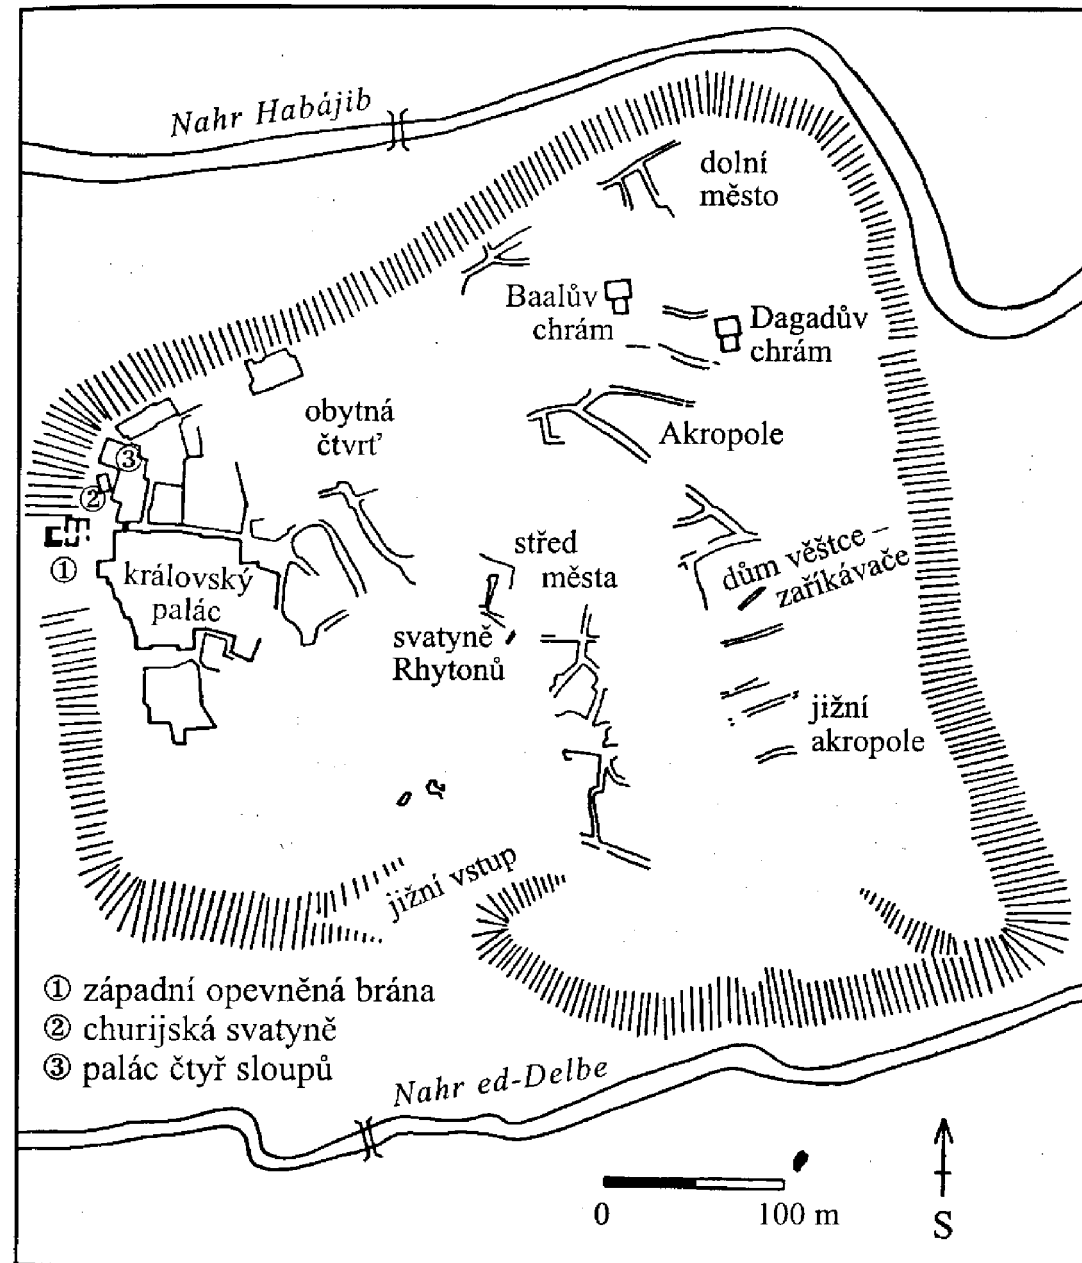 Nahr Habájib
dolní
město
Baalův
chrám
Dagadův
chrám
obytná
čtvrť
Akropole
③
②
①
královský
palác
střed
města
dům věštce –
zaříkávače
svatyně
Rhytonů
jižní
akropole
jižní vstup
① západní opevněná brána
② churijská svatyně
③ palác čtyř sloupů
Nahr ed-Delbe
0 100 m
S